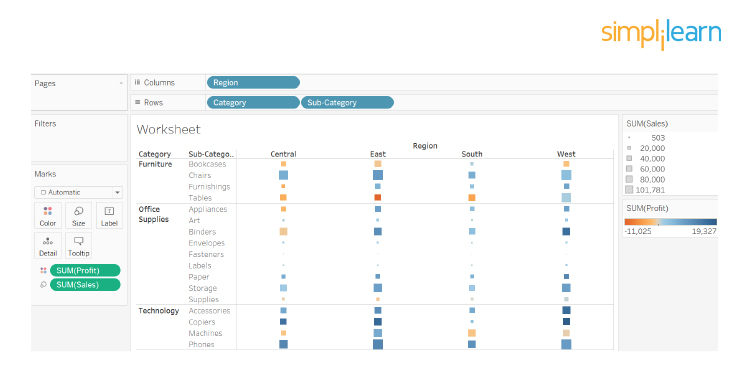 simplilearn
Pages
Columns
Region
Rows
Category
Sub-Category
Filters
Worksheet
SUM(Sales)
503
20,000
40,000
60,000
80,000
101,781
SUM(Profit)
-11,025
19,327
Region
Category
Sub-Catego..
Central
East
South
West
Furniture
Bookcases
Chairs
Furnishings
Tables
Office
Supplies
Appliances
Art
Binders
Envelopes
Fasteners
Labels
Paper
Storage
Supplies
Technology
Accessories
Copiers
Machines
Phones
Marks
Automatic
Color
Size
Label
Detail
Tooltip
SUM(Profit)
SUM(Sales)